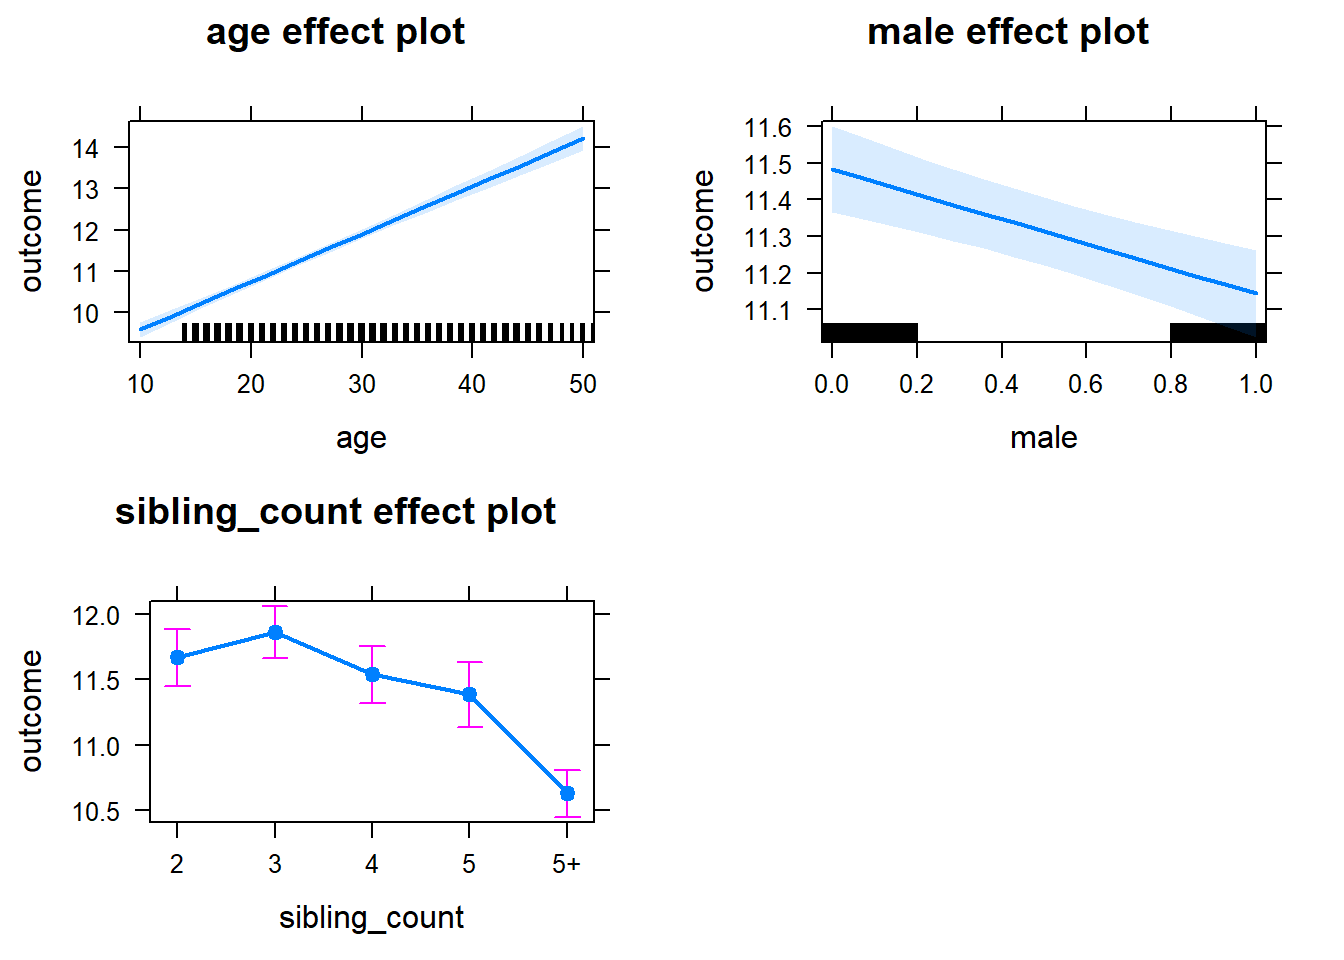 age effect plot
outcome
14
13
12
11
10
10 20 30 40 50
age
male effect plot
outcome
11.6
11.5
11.4
11.3
11.2
11.1
0.0 0.2 0.4 0.6 0.8 1.0
male
sibling_count effect plot
outcome
12.0
11.5
11.0
10.5
2 3 4 5 5+
sibling_count